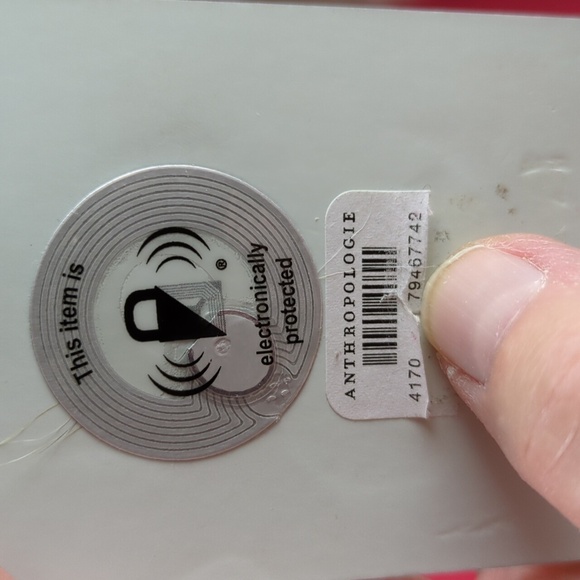 This item is
®
electronically
protected
ANTHROPOLOGIE
4170 79467742